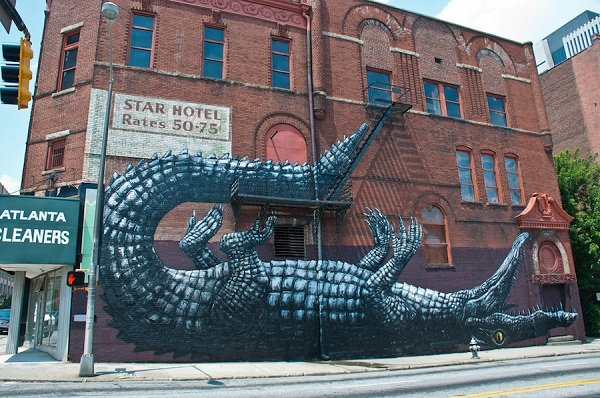 STAR HOTEL
Rates 50-75
ATLANTA
CLEANERS